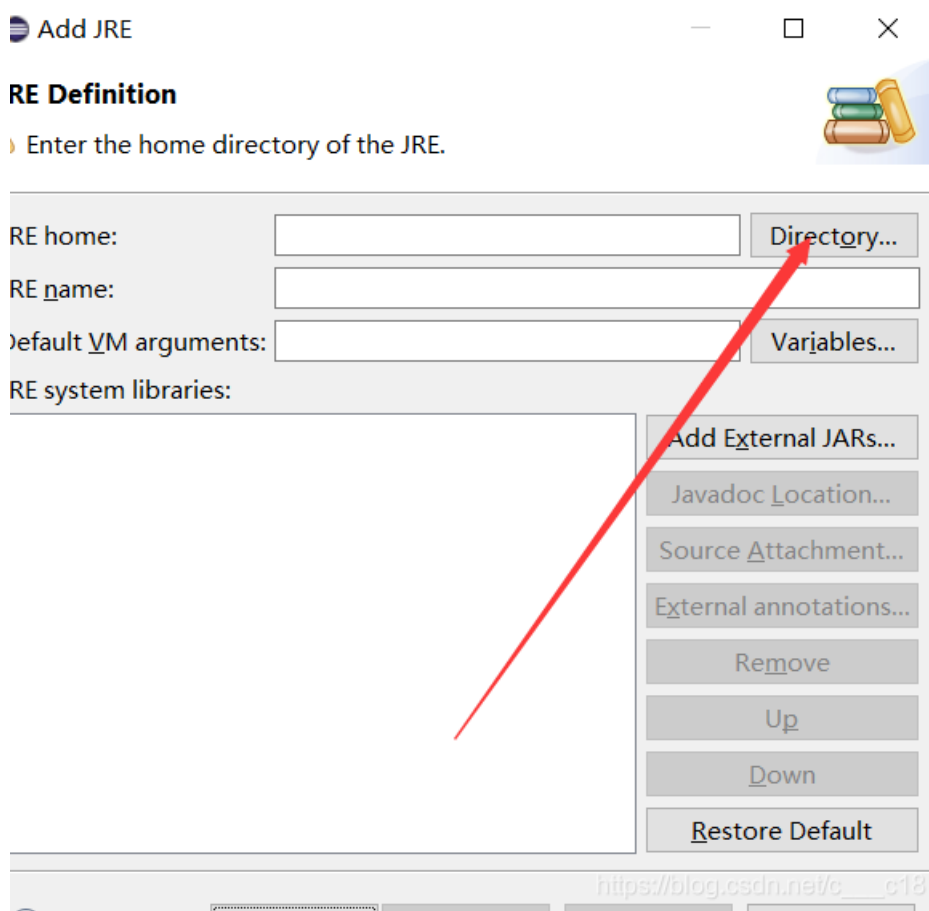 Add JRE
RE Definition
Enter the home directory of the JRE.
RE home:
Directory...
RE name:
Default VM arguments:
Variables...
RE system libraries:
Add External JARs...
Javadoc Location...
Source Attachment...
External annotations...
Remove
Up
Down
Restore Default
https://blog.csdn.net/c___c18